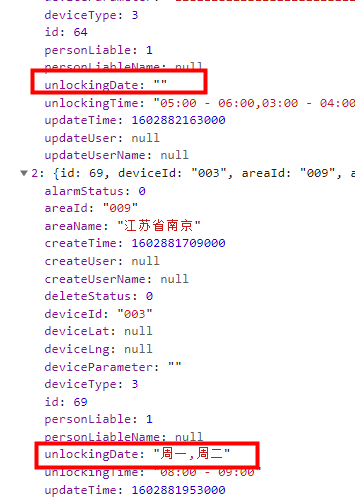 deviceType: 3
id: 64
personLiable: 1
personLiableName: null
unlockingDate: ""
unlockingTime: "05:00 - 06:00,03:00 - 04:00
updateTime: 1602882163000
updateUser: null
updateUserName: null
2: {id: 69, deviceId: "003", areaId: "009", a
alarmStatus: 0
areaId: "009"
areaName: "江苏省南京"
createTime: 1602881709000
createUser: null
createUserName: null
deleteStatus: 0
deviceId: "003"
deviceLat: null
deviceLng: null
deviceParameter: ""
deviceType: 3
id: 69
personLiable: 1
personLiableName: null
unlockingDate: "周一,周二"
unlockingTime: "08:00 - 09:00"
updateTime: 1602881953000